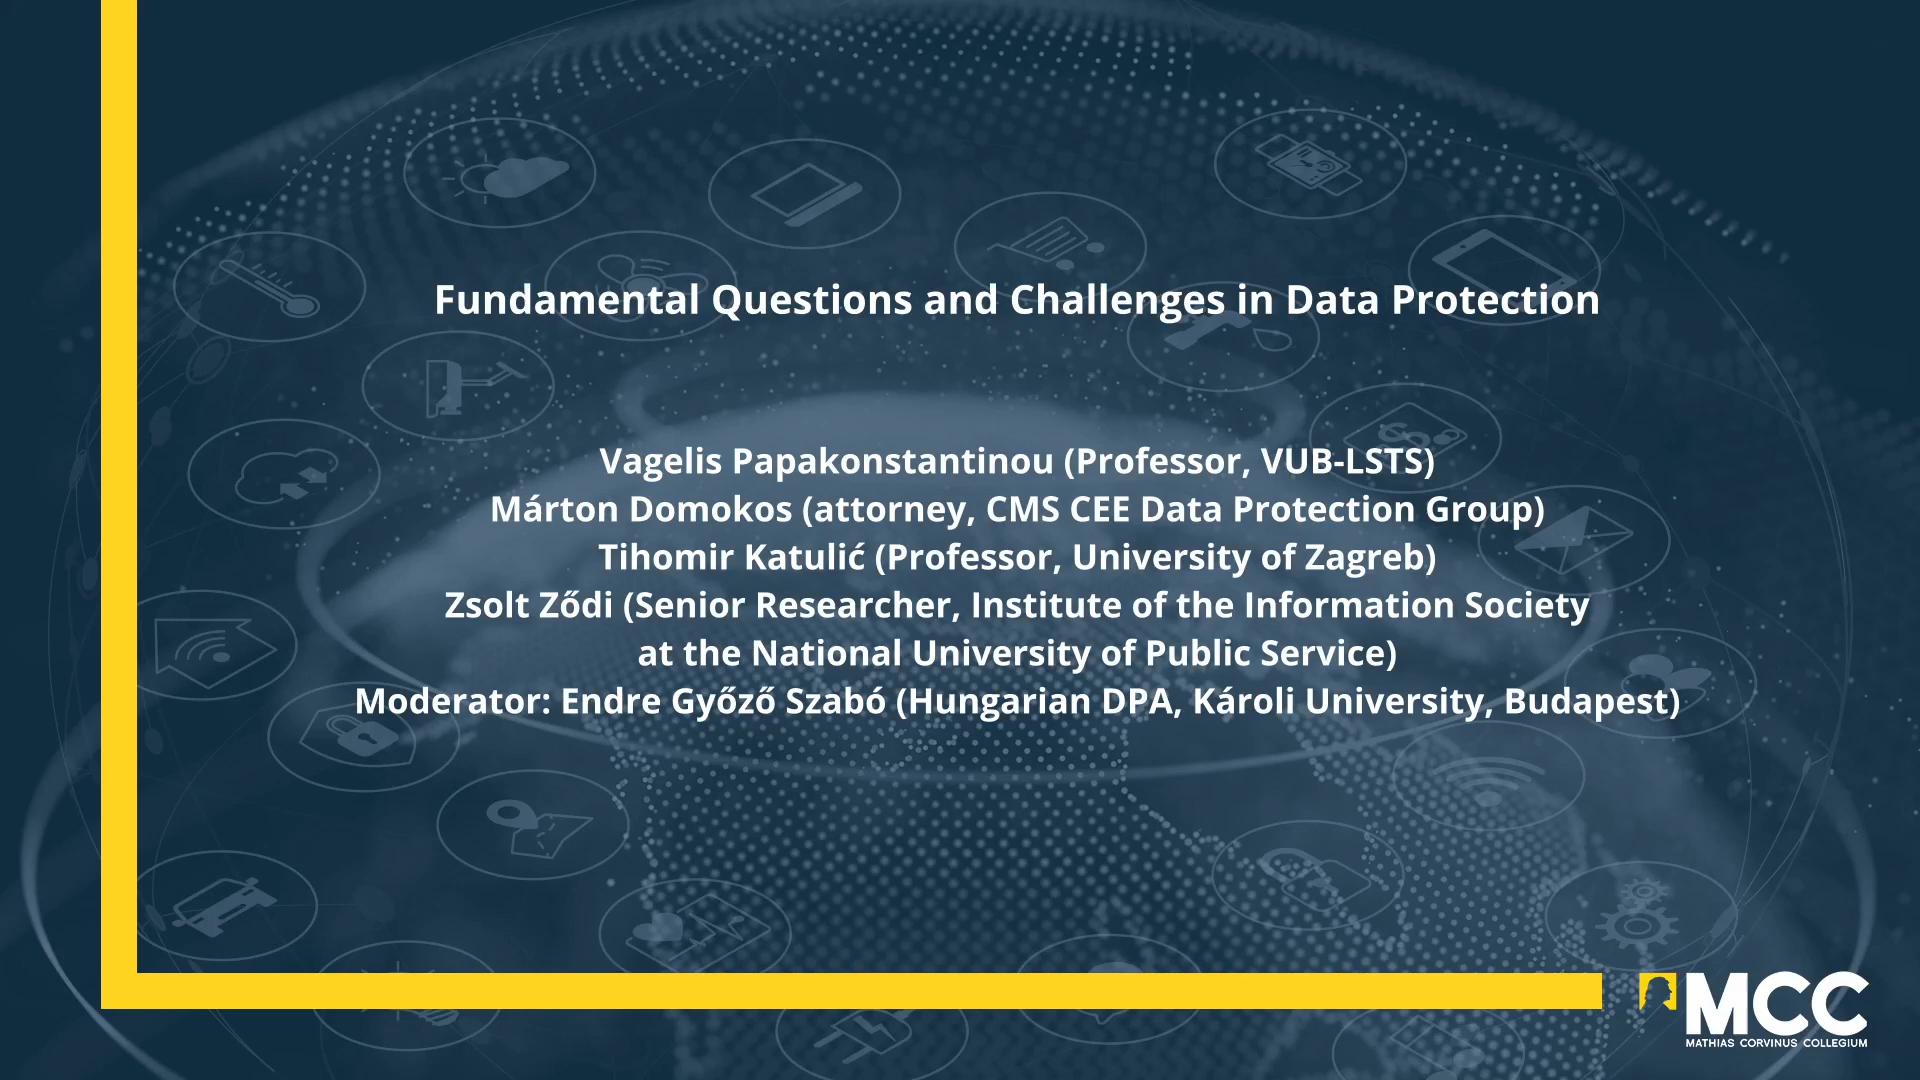 Fundamental Questions and Challenges in Data Protection
Vagelis Papakonstantinou (Professor, VUB-LSTS)
Márton Domokos (attorney, CMS CEE Data Protection Group)
Tihomir Katulić (Professor, University of Zagreb)
Zsolt Ződi (Senior Researcher, Institute of the Information Society
at the National University of Public Service)
Moderator: Endre Győző Szabó (Hungarian DPA, Károli University, Budapest)
MCC
MATHIAS CORVINUS COLLEGIUM